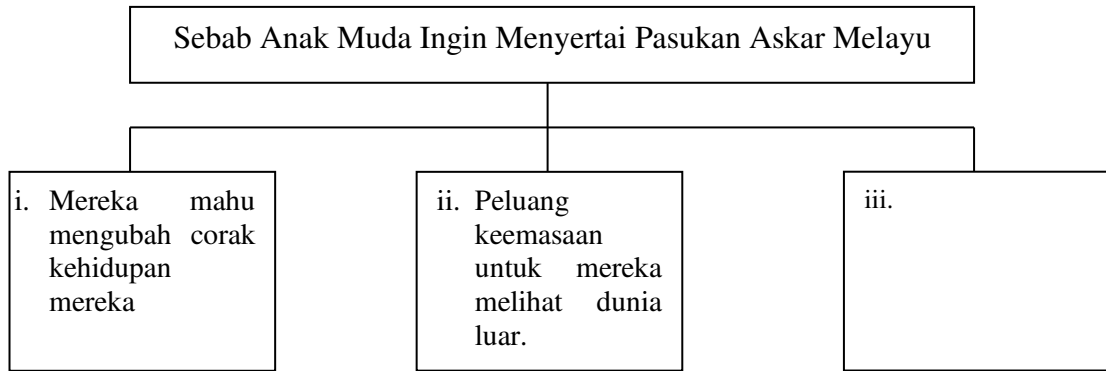 Sebab Anak Muda Ingin Menyertai Pasukan Askar Melayu
i. Mereka mahu
mengubah corak
kehidupan
mereka
ii. Peluang
keemasaan
untuk mereka
melihat dunia
luar.
iii.